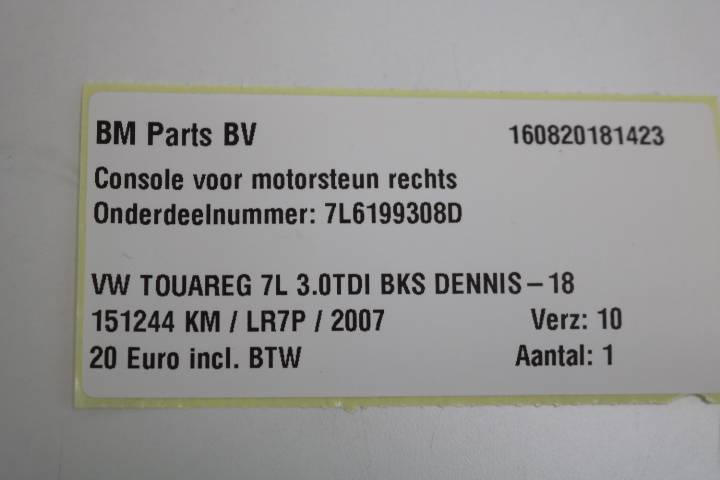 BM Parts BV 160820181423
Console voor motorsteun rechts
Onderdeelnummer: 7L6199308D
VW TOUAREG 7L 3.0TDI BKS DENNIS - 18
151244 KM / LR7P / 2007 Verz: 10
20 Euro incl. BTW Aantal: 1